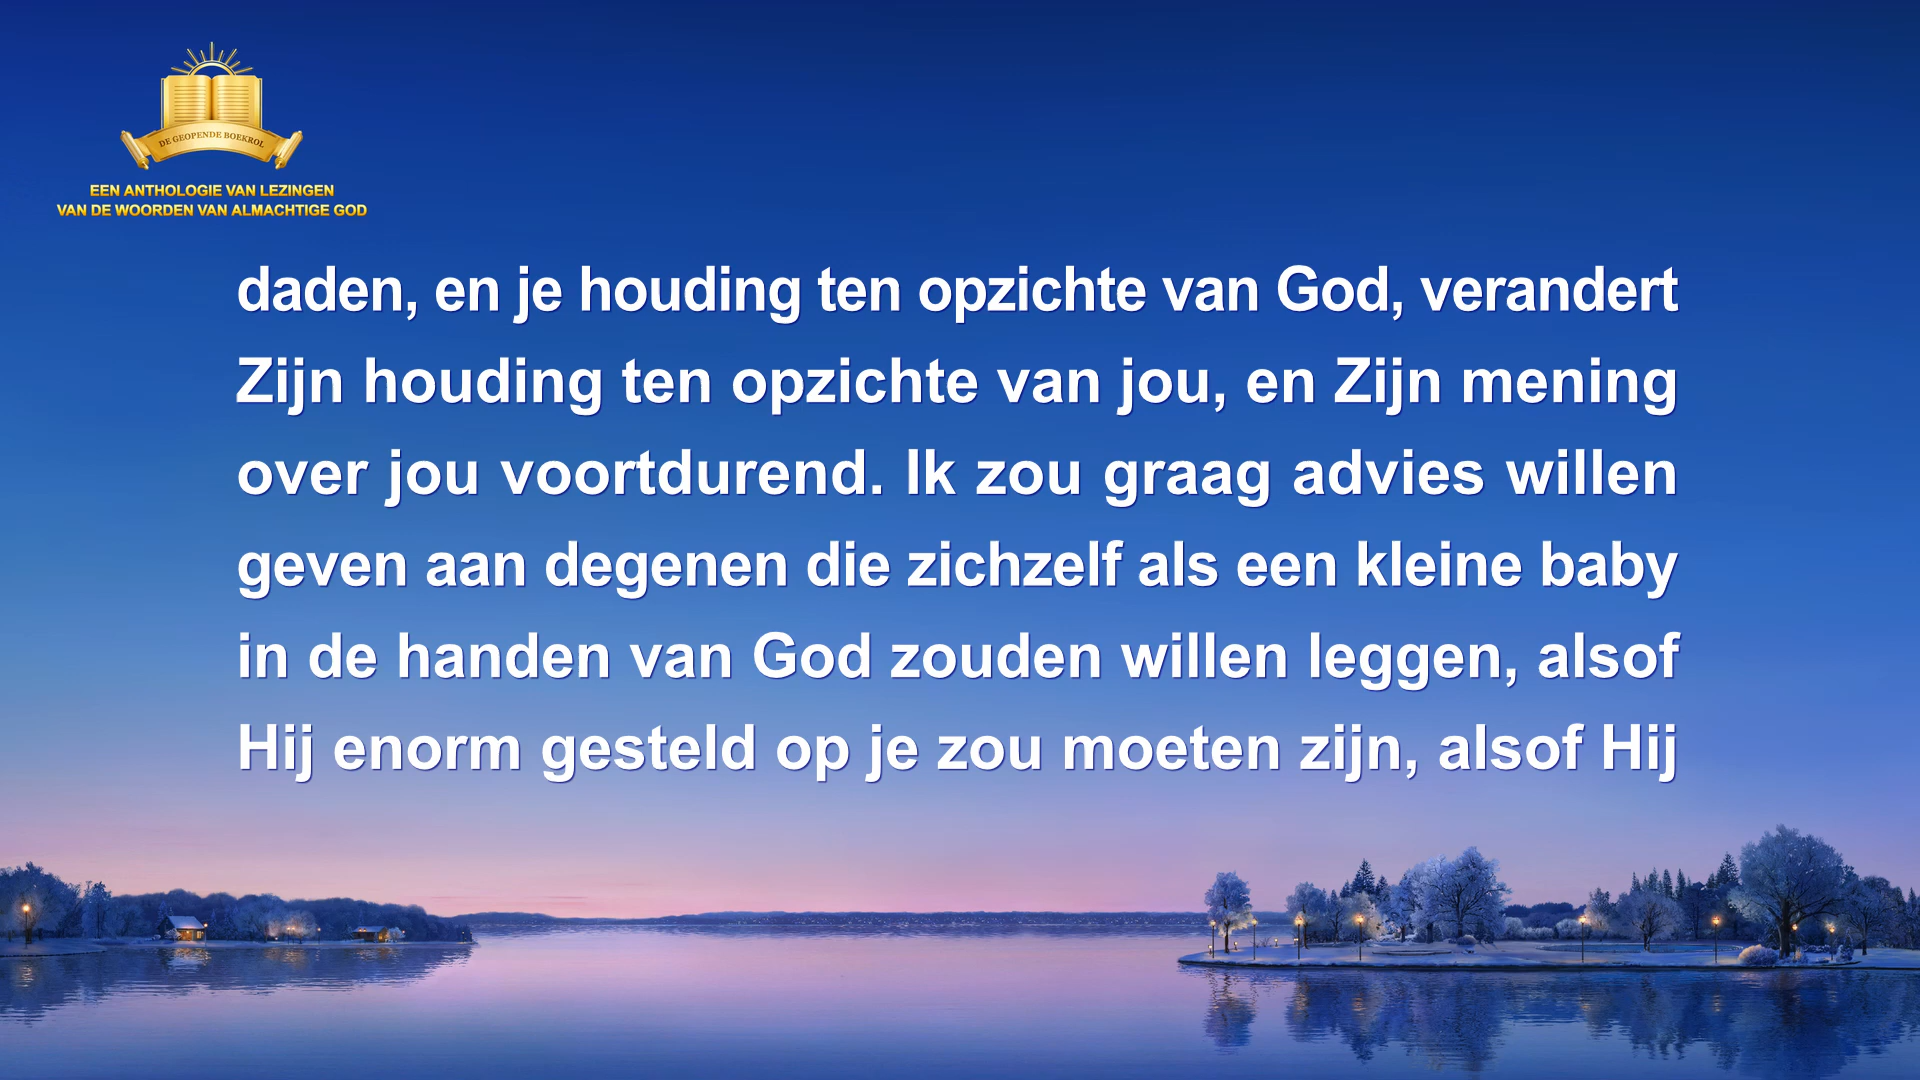 DE GEOPENDE BOEKROL
EEN ANTHOLOGIE VAN LEZINGEN
VAN DE WOORDEN VAN ALMACHTIGE GOD
daden, en je houding ten opzichte van God, verandert
Zijn houding ten opzichte van jou, en Zijn mening
over jou voortdurend. Ik zou graag advies willen
geven aan degenen die zichzelf als een kleine baby
in de handen van God zouden willen leggen, alsof
Hij enorm gesteld op je zou moeten zijn, alsof Hij